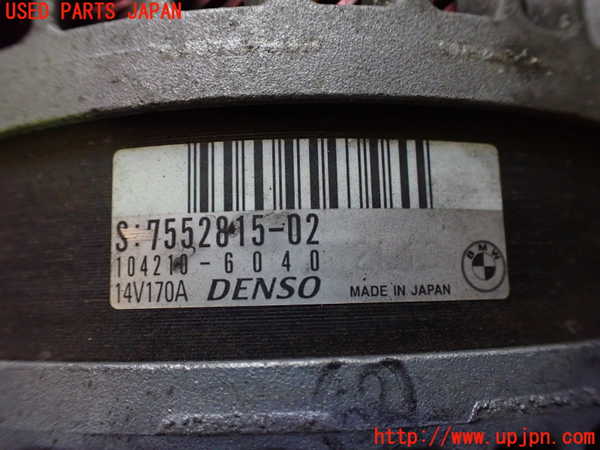 USED PARTS JAPAN
S:7552815-02
104210-6040
14V170A DENSO MADE IN JAPAN
BMW
http://www.upjpn.com/